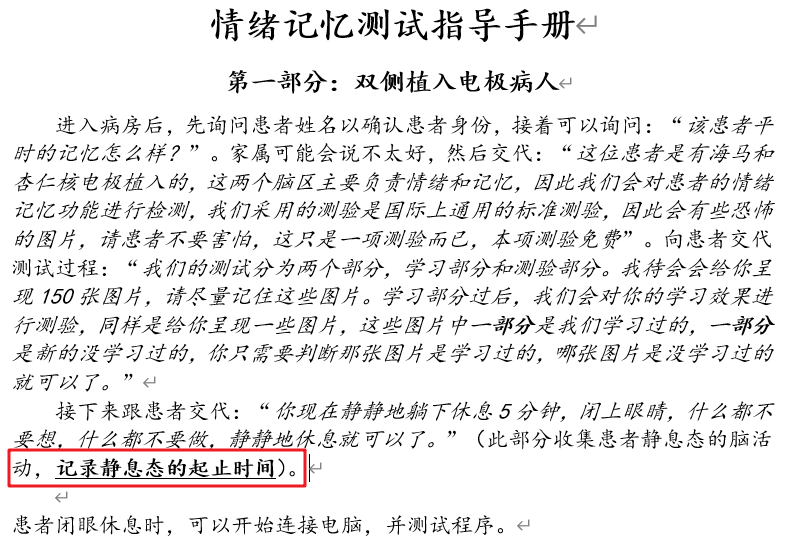 情绪记忆测试指导手册
第一部分：双侧植入电极病人
进入病房后，先询问患者姓名以确认患者身份，接着可以询问：“该患者平
时的记忆怎么样？”。家属可能会说不太好，然后交代：“这位患者是有海马和
杏仁核电极植入的，这两个脑区主要负责情绪和记忆，因此我们会对患者的情绪
记忆功能进行检测，我们采用的测验是国际上通用的标准测验，因此会有些恐怖
的图片，请患者不要害怕，这只是一项测验而已，本项测验免费”。向患者交代
测试过程：“我们的测试分为两个部分，学习部分和测验部分。我待会会给你呈
现 150 张图片，请尽量记住这些图片。学习部分过后，我们会对你的学习效果进
行测验，同样是给你呈现一些图片，这些图片中一部分是我们学习过的，一部分
是新的没学习过的，你只需要判断那张图片是学习过的，哪张图片是没学习过的
就可以了。”
接下来跟患者交代：“你现在静静地躺下休息 5 分钟，闭上眼睛，什么都不
要想，什么都不要做，静静地休息就可以了。”（此部分收集患者静息态的脑活
动，记录静息态的起止时间）。
患者闭眼休息时，可以开始连接电脑，并测试程序。